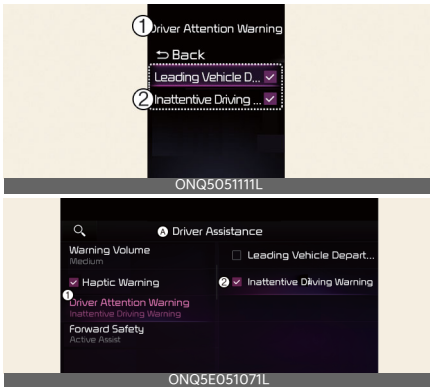 ① Driver Attention Warning
⮌ Back
Leading Vehicle D... ✓
② Inattentive Driving ... ✓
ONQ5051111L
Ⓐ Driver Assistance
Warning Volume
Medium
Leading Vehicle Depart...
✓ Haptic Warning
② ✓ Inattentive Driving Warning
①
Driver Attention Warning
Inattentive Driving Warning
Forward Safety
Active Assist
ONQ5E051071L